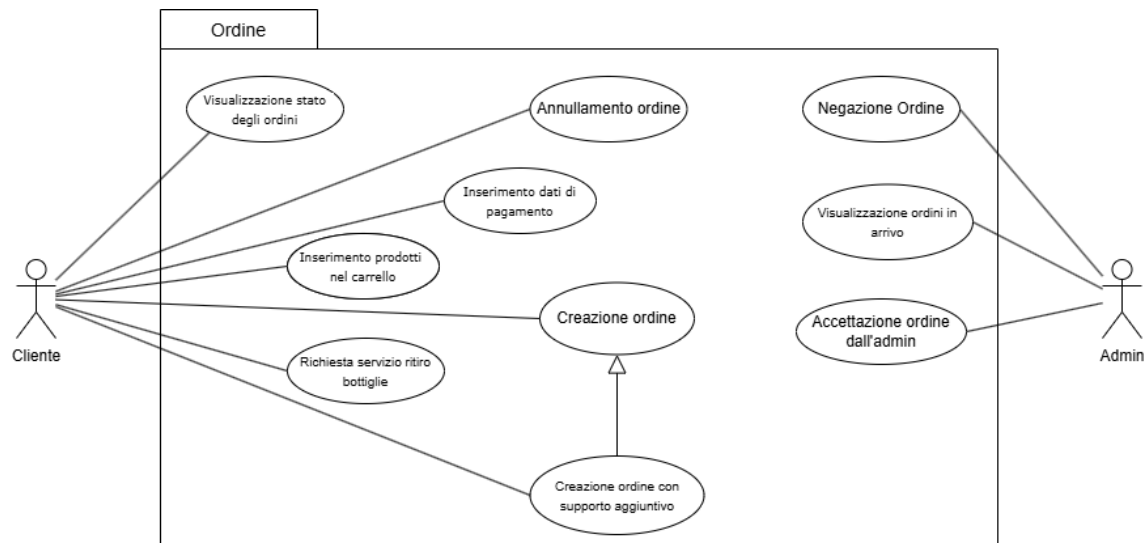 Ordine
Visualizzazione stato
degli ordini
Annullamento ordine
Negazione Ordine
Inserimento dati di
pagamento
Visualizzazione ordini in
arrivo
Inserimento prodotti
nel carrello
Creazione ordine
Accettazione ordine
dall'admin
Cliente
Admin
Richiesta servizio ritiro
bottiglie
Creazione ordine con
supporto aggiuntivo